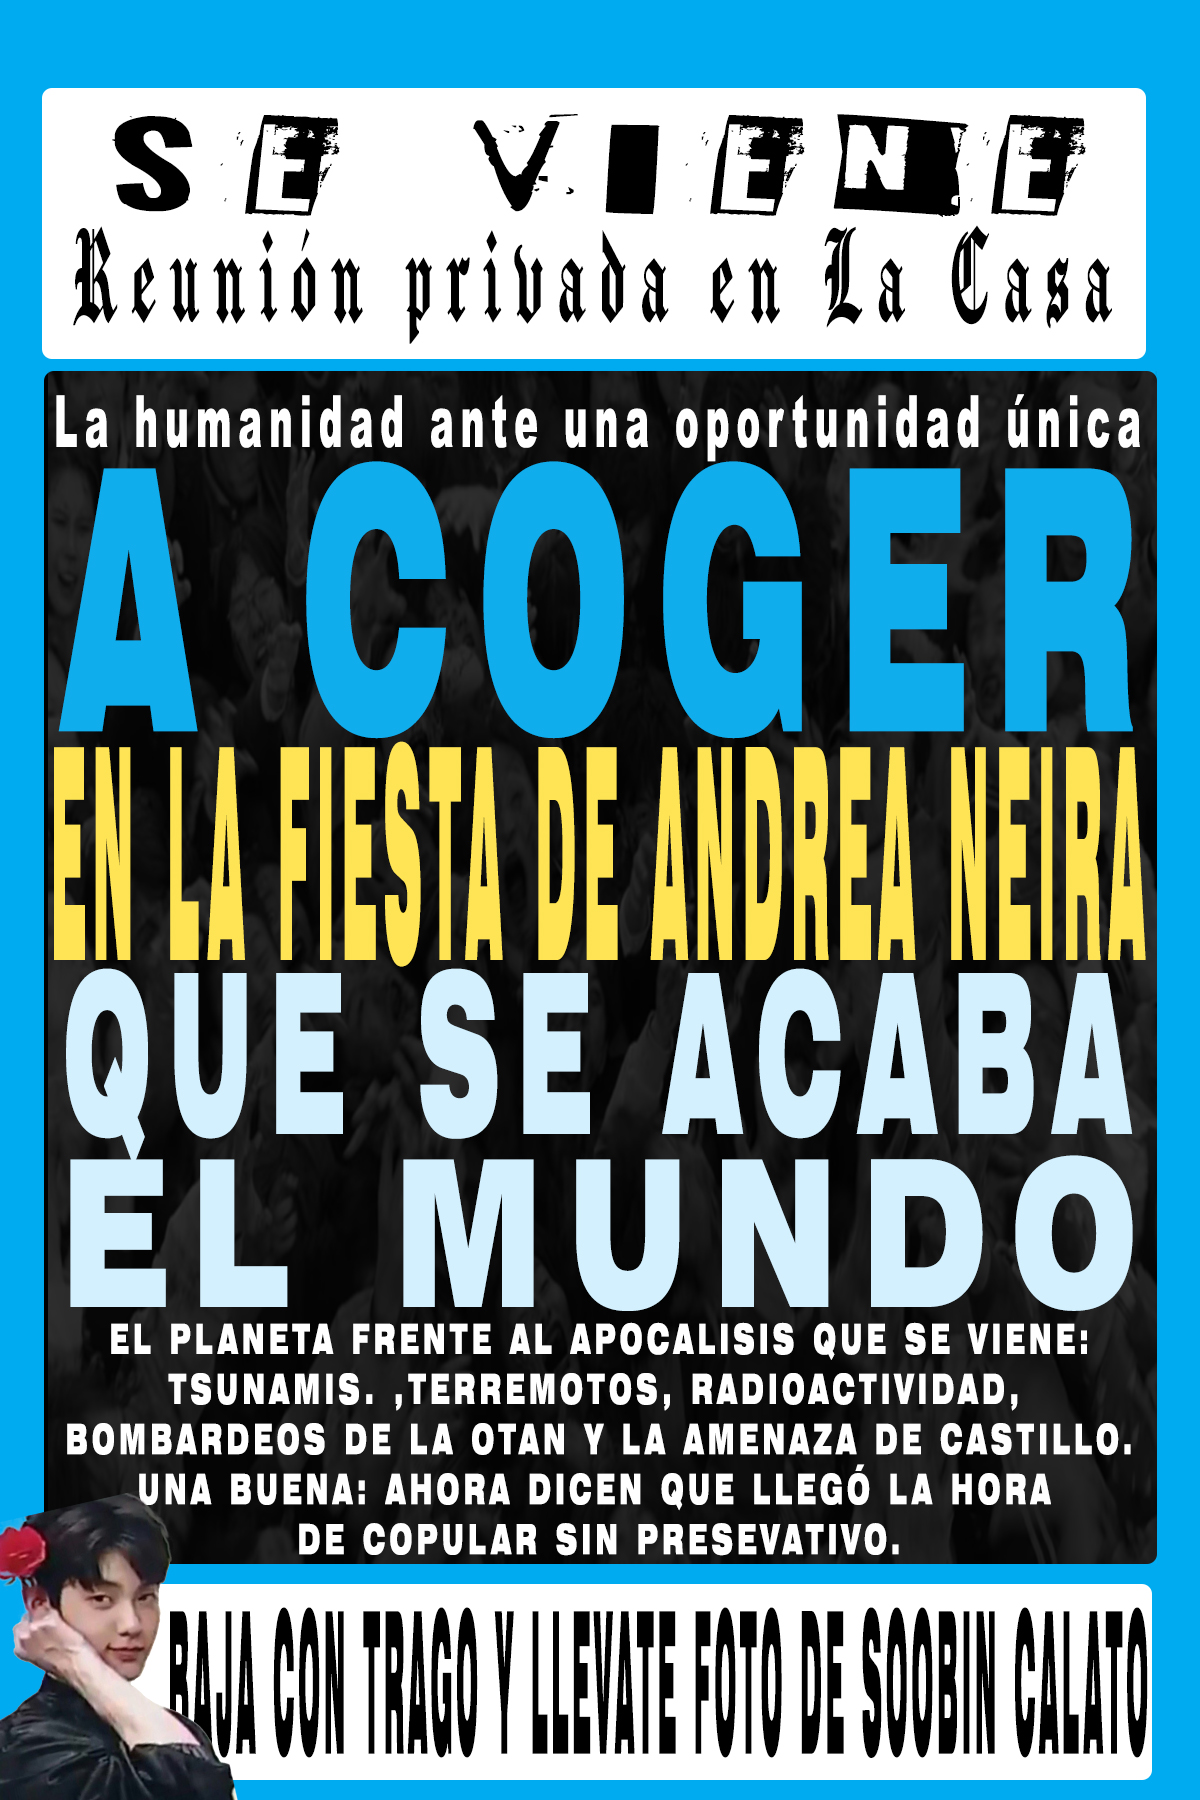 SE VIENE
Reunión privada en La Casa
La humanidad ante una oportunidad única
A COGER
EN LA FIESTA DE ANDREA NEIRA
QUE SE ACABA
EL MUNDO
EL PLANETA FRENTE AL APOCALISIS QUE SE VIENE:
TSUNAMIS. ,TERREMOTOS, RADIOACTIVIDAD,
BOMBARDEOS DE LA OTAN Y LA AMENAZA DE CASTILLO.
UNA BUENA: AHORA DICEN QUE LLEGÓ LA HORA
DE COPULAR SIN PRESEVATIVO.
BAJA CON TRAGO Y LLEVATE FOTO DE SOOBIIN CALATO